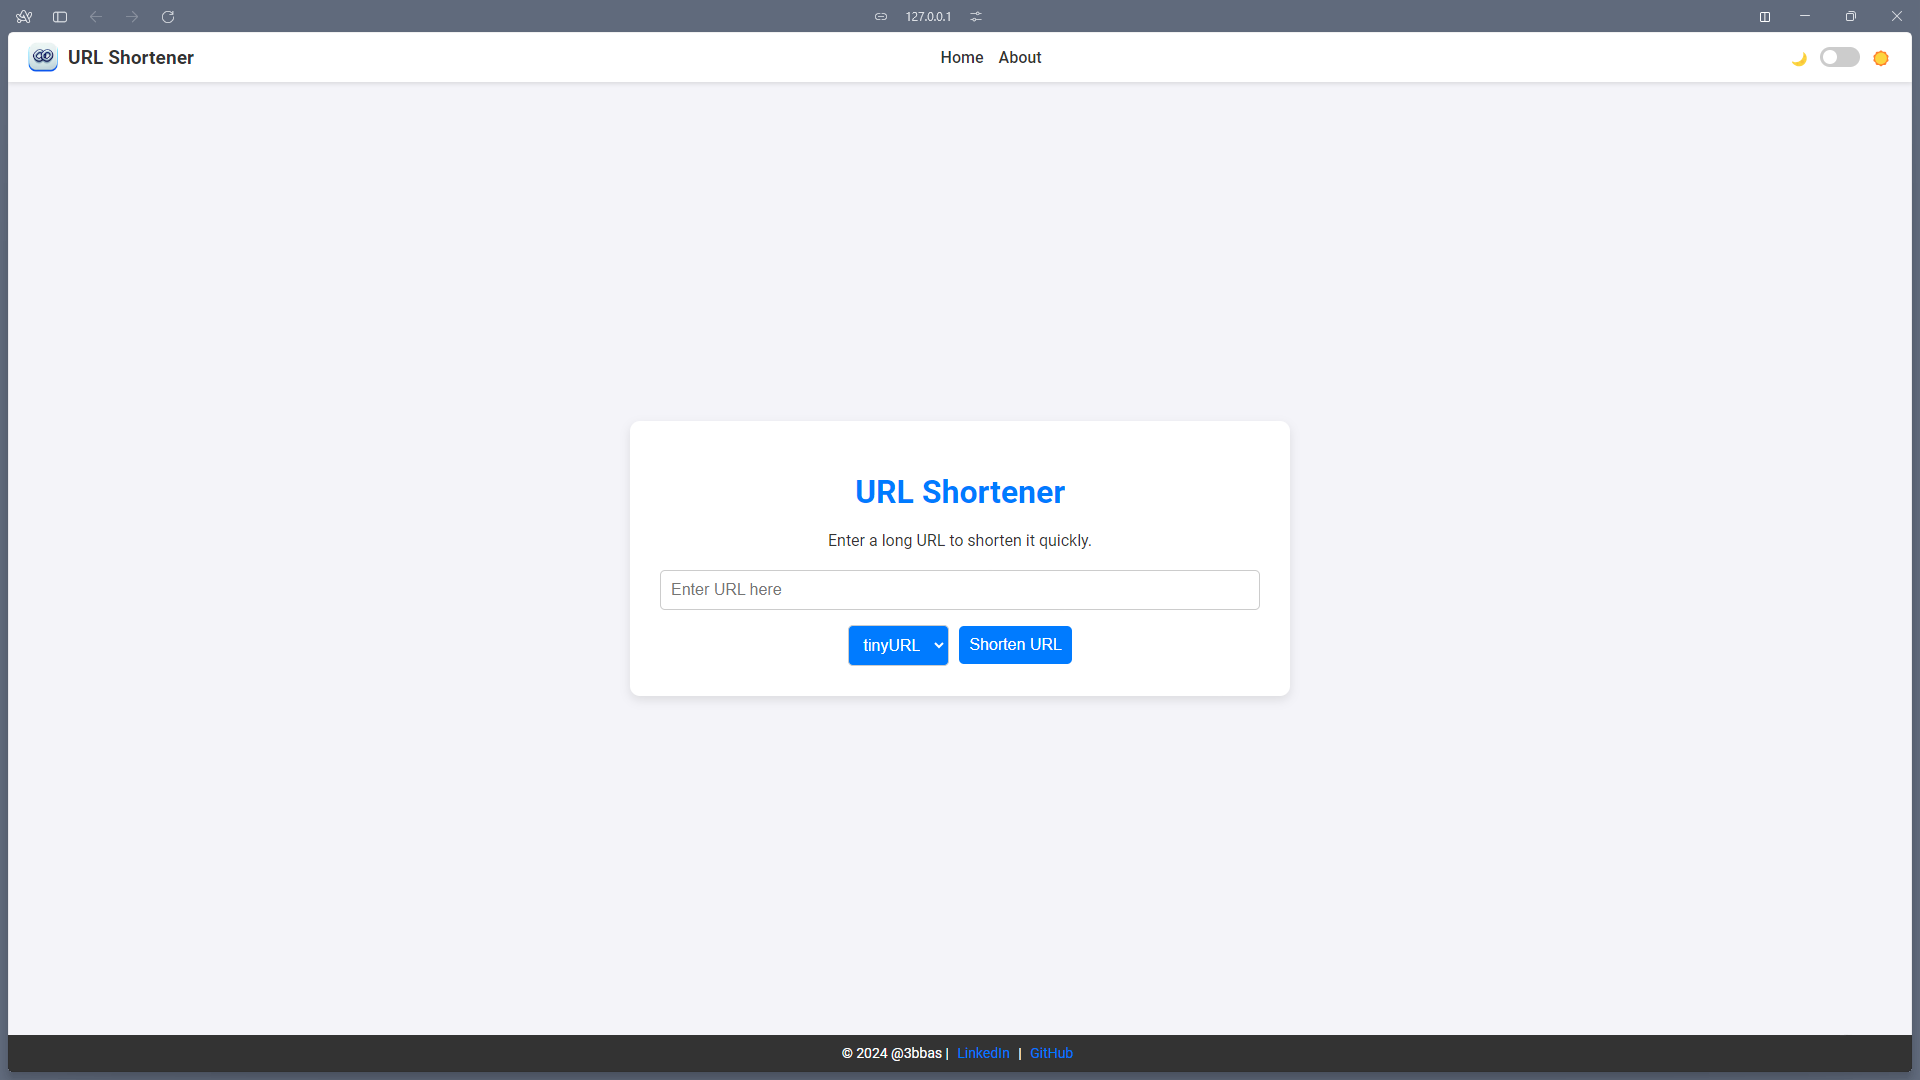 127.0.0.1
URL Shortener
Home About
URL Shortener
Enter a long URL to shorten it quickly.
Enter URL here
tinyURL Shorten URL
© 2024 @3bbas | LinkedIn | GitHub